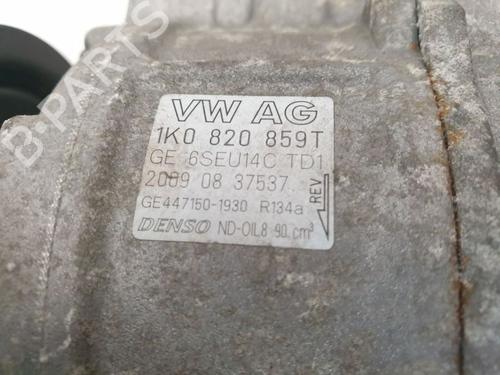 VW AG
1K0 820 859T
GE 6SEU14C TD1
2009 08 37537
GE447150-1930 R134a
DENSO ND-OIL8 90 cm³
REV
B-PARTS